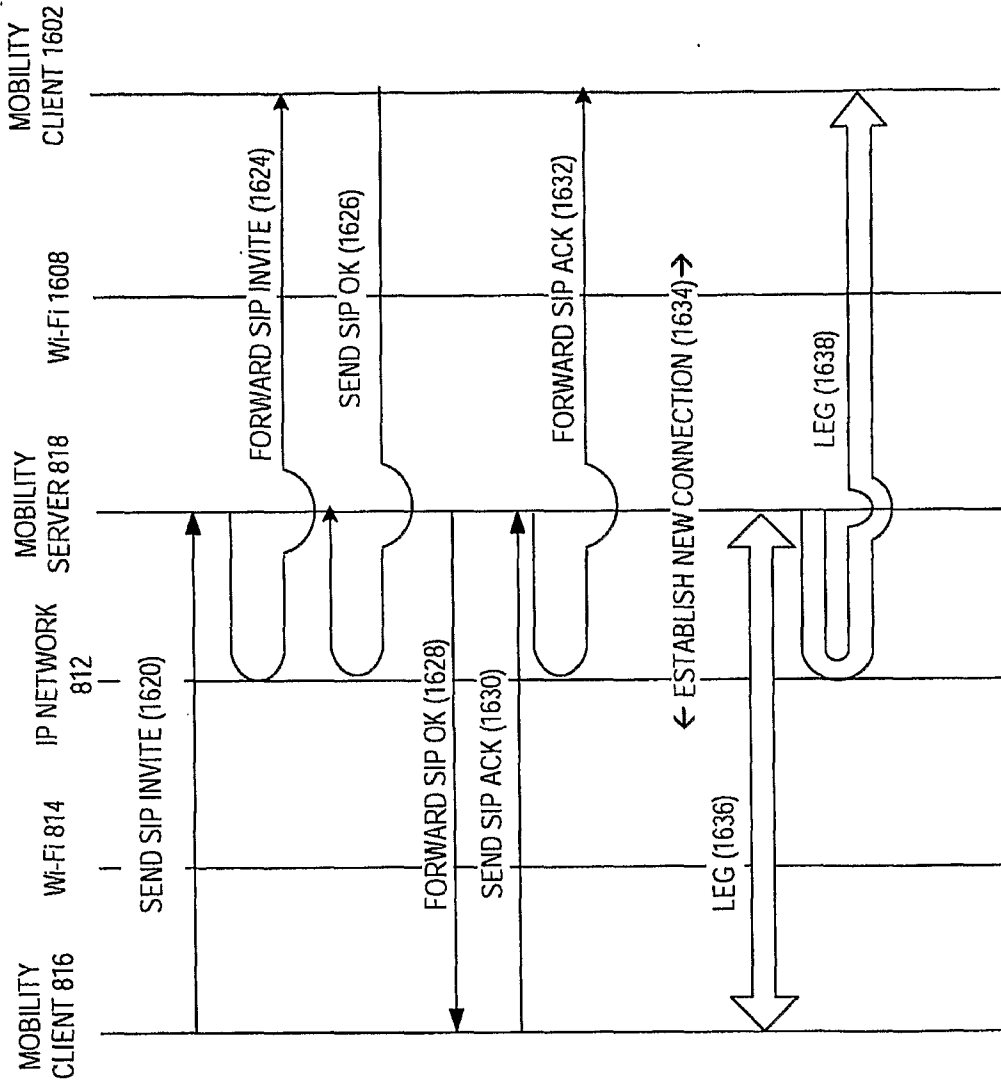 MOBILITY
CLIENT 816
Wi-Fi 814
IP NETWORK
812
MOBILITY
SERVER 818
Wi-Fi 1608
MOBILITY
CLIENT 1602
SEND SIP INVITE (1620)
FORWARD SIP INVITE (1624)
SEND SIP OK (1626)
FORWARD SIP OK (1628)
SEND SIP ACK (1630)
FORWARD SIP ACK (1632)
← ESTABLISH NEW CONNECTION (1634) →
LEG (1636)
LEG (1638)